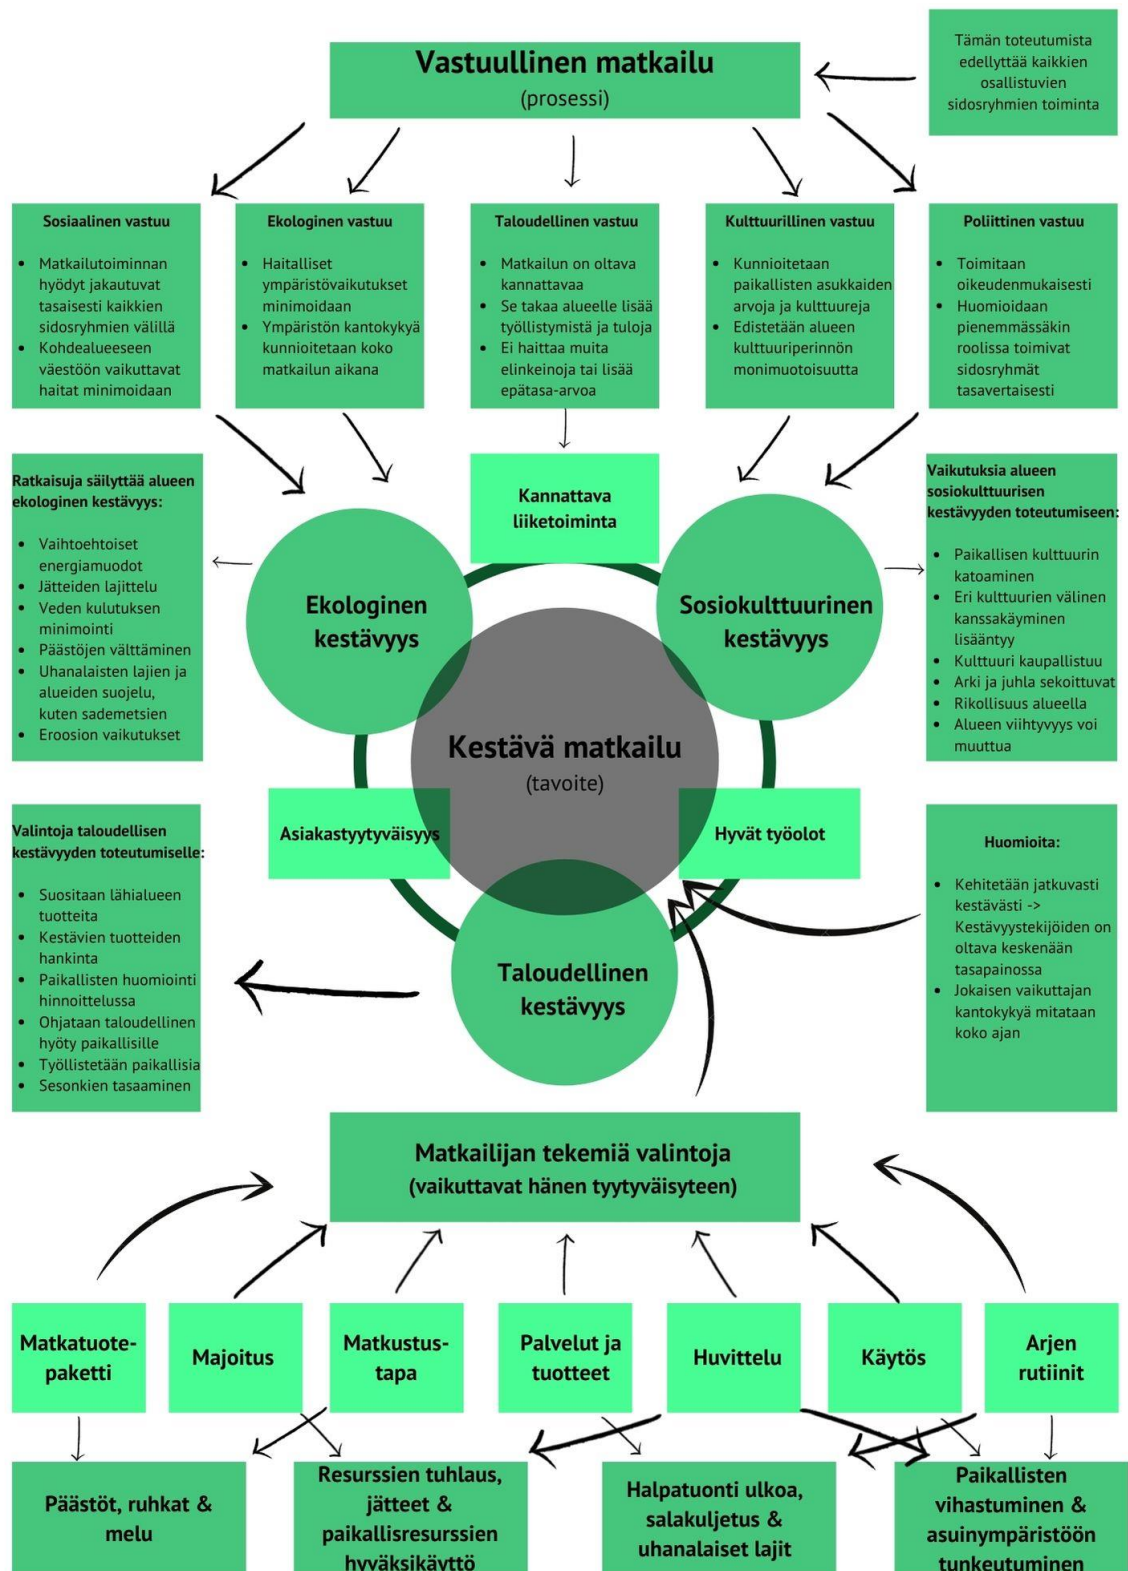 Vastuullinen matkailu
(prosessi)
Tämän toteutumista
edellyttää kaikkien
osallistuvien
sidosryhmien toiminta
Sosiaalinen vastuu
• Matkailutoiminnan
hyödyt jakautuvat
tasaisesti kaikkien
sidosryhmien välillä
• Kohdealueeseen
väestöön vaikuttavat
haitat minimoidaan
Ekologinen vastuu
• Haitalliset
ympäristövaikutukset
minimoidaan
• Ympäristön kantokykyä
kunnioitetaan koko
matkailun aikana
Taloudellinen vastuu
• Matkailun on oltava
kannattavaa
• Se takaa alueelle lisää
työllistymistä ja tuloja
• Ei haittaa muita
elinkeinoja tai lisää
epätasa-arvoa
Kulttuurillinen vastuu
• Kunnioitetaan
paikallisten asukkaiden
arvoja ja kulttuureja
• Edistetään alueen
kulttuuriperinnön
monimuotoisuutta
Poliittinen vastuu
• Toimitaan
oikeudenmukaisesti
• Huomioidaan
pienemmässäkin
roolissa toimivat
sidosryhmät
tasavertaisesti
Ratkaisuja säilyttää alueen
ekologinen kestävyys:
• Vaihtoehtoiset
energiamuodot
• Jätteiden lajittelu
• Veden kulutuksen
minimointi
• Päästöjen välttäminen
• Uhanalaisten lajien ja
alueiden suojelu,
kuten sademetsien
• Eroosion vaikutukset
Kannattava
liiketoiminta
Ekologinen
kestävyys
Sosiokulttuurinen
kestävyys
Vaikutuksia alueen
sosiokulttuurisen
kestävyyden toteutumiseen:
• Paikallisen kulttuurin
katoaminen
• Eri kulttuurien välinen
kanssakäyminen
lisääntyy
• Kulttuuri kaupallistuu
• Arki ja juhla sekoittuvat
• Rikollisuus alueella
• Alueen viihtyvyys voi
muuttua
Kestävä matkailu
(tavoite)
Asiakastyytyväisyys
Hyvät työolot
Valintoja taloudellisen
kestävyyden toteutumiselle:
• Suositaan lähialueen
tuotteita
• Kestävien tuotteiden
hankinta
• Paikallisten huomiointi
hinnoittelussa
• Ohjataan taloudellinen
hyöty paikallisille
• Työllistetään paikallisia
• Sesonkien tasaaminen
Taloudellinen
kestävyys
Huomioita:
• Kehitetään jatkuvasti
kestävästi ->
Kestävyystekijöiden on
oltava keskenään
tasapainossa
• Jokaisen vaikuttajan
kantokykyä mitataan
koko ajan
Matkailijan tekemiä valintoja
(vaikuttavat hänen tyytyväisyteen)
Matkatuote-
paketti
Majoitus
Matkustus-
tapa
Palvelut ja
tuotteet
Huvittelu
Käytös
Arjen
rutiinit
Päästöt, ruhkat &
melu
Resurssien tuhlaus,
jätteet &
paikallisresurssien
hyväksikäyttö
Halpatuonti ulkoa,
salakuljetus &
uhanalaiset lajit
Paikallisten
vihastuminen &
asuinympäristöön
tunkeutuminen